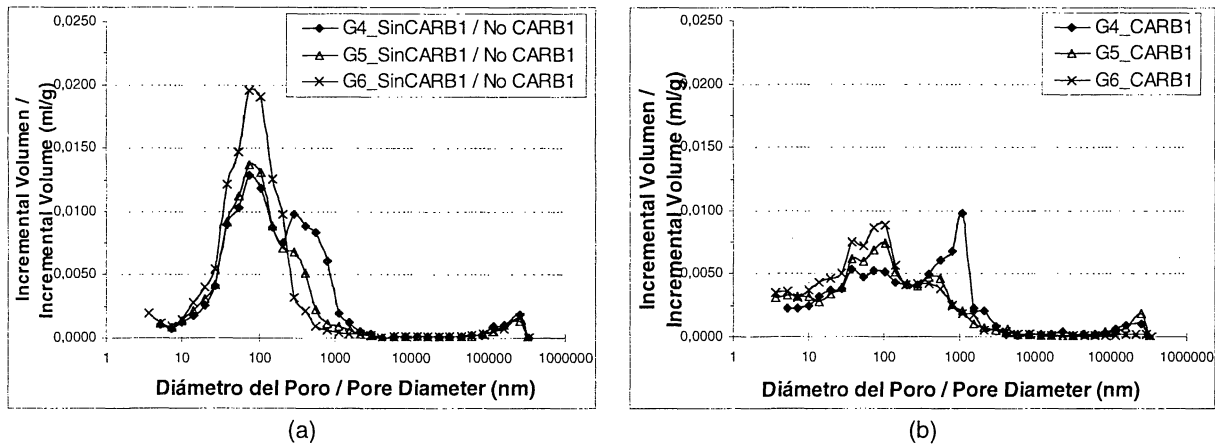 0,0250
0,0200
0,0150
0,0100
0,0050
0,0000
Incremental Volumen /
Incremental Volume (ml/g)
G4_SinCARB1 / No CARB1
G5_SinCARB1 / No CARB1
G6_SinCARB1 / No CARB1
1 10 100 1000 10000 100000 1000000
Diámetro del Poro / Pore Diameter (nm)
(a)
0,0250
0,0200
0,0150
0,0100
0,0050
0,0000
Incremental Volumen /
Incremental Volume (ml/g)
G4_CARB1
G5_CARB1
G6_CARB1
1 10 100 1000 10000 100000 1000000
Diámetro del Poro / Pore Diameter (nm)
(b)